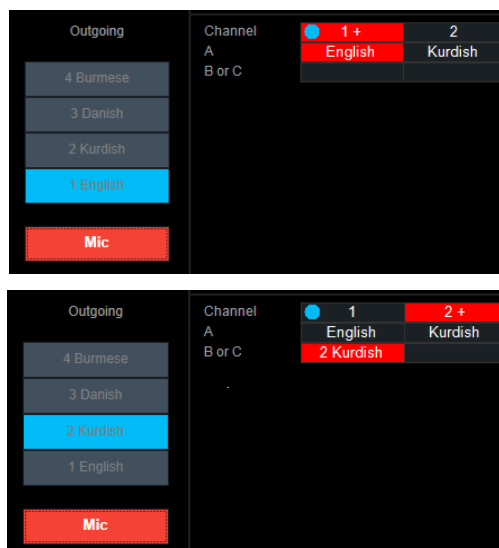 Outgoing
4 Burmese
3 Danish
2 Kurdish
1 English
Mic
Channel 1 + 2
A English Kurdish
B or C
Outgoing
4 Burmese
3 Danish
2 Kurdish
1 English
Mic
Channel 1 2 +
A English Kurdish
B or C 2 Kurdish